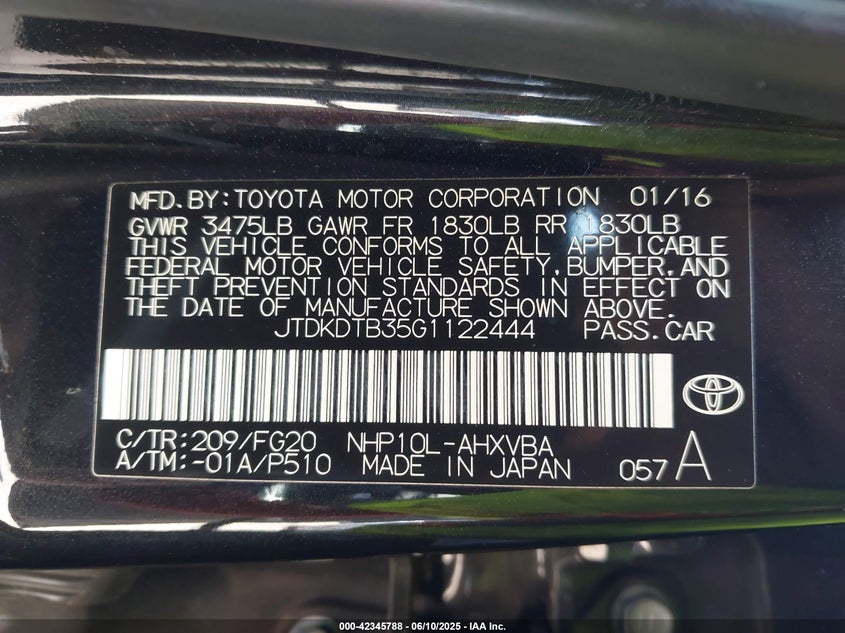 MFD.BY:TOYOTA MOTOR CORPORATION 01/16
GVWR 3475LB GAWR FR 1830LB RR 1830LB
THIS VEHICLE CONFORMS TO ALL APPLICABLE
FEDERAL MOTOR VEHICLE SAFETY,BUMPER,AND
THEFT PREVENTION STANDARDS IN EFFECT ON
THE DATE OF MANUFACTURE SHOWN ABOVE.
JTDKDTB35G1122444 PASS.CAR
C/TR:209/FG20 NHP10L-AHXVBA
A/TM:-01A/P510 MADE IN JAPAN 057A
000-42345788 - 06/10/2025 - IAA Inc.